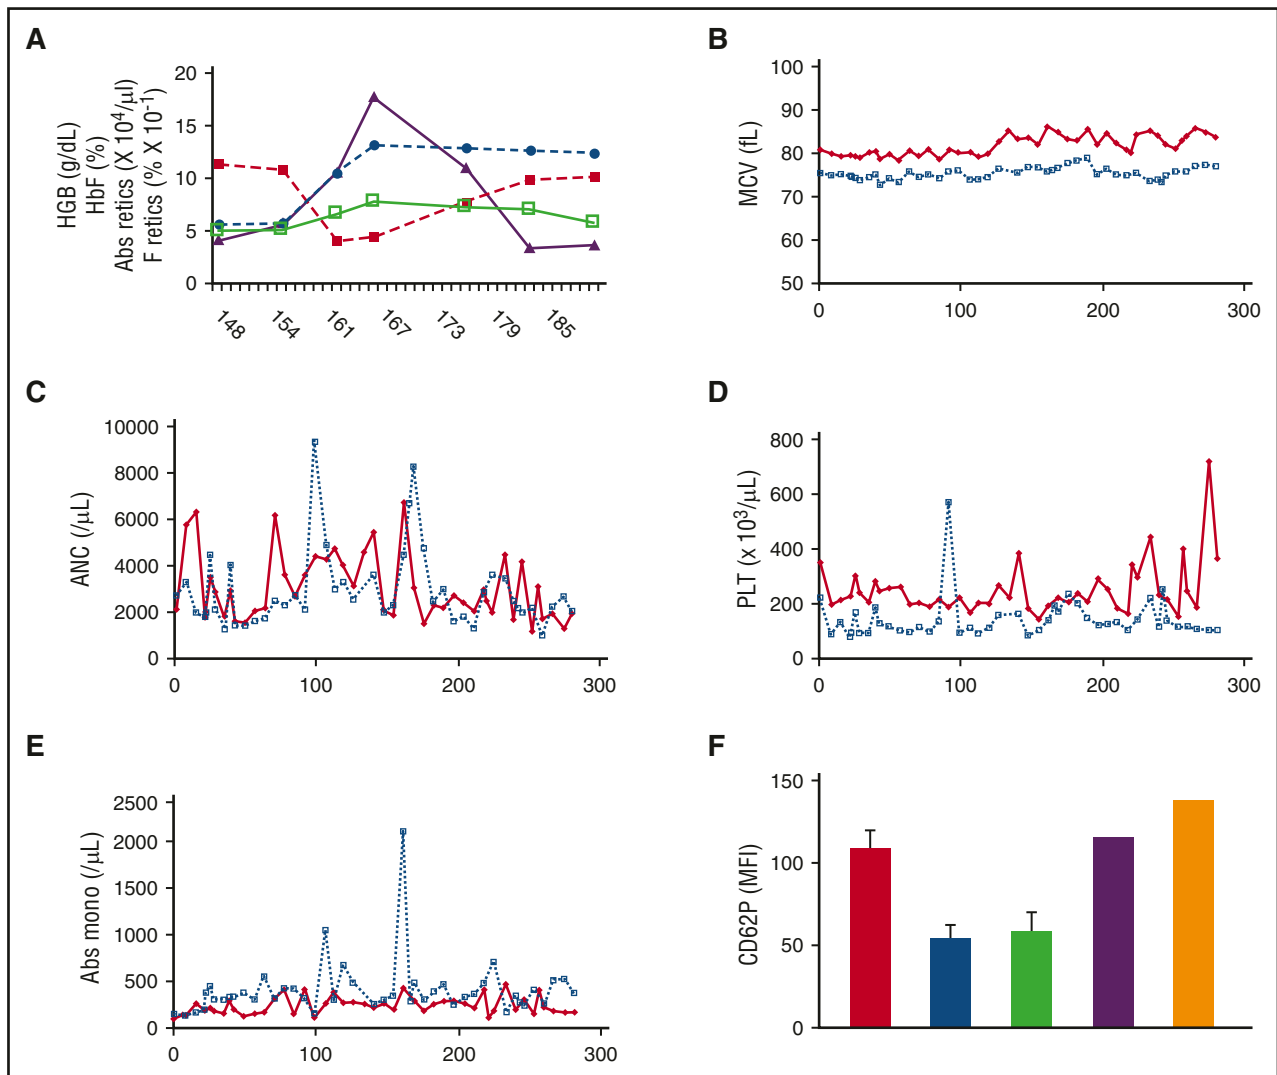 A
HGB (g/dL)
HbF (%)
Abs retics (X 10⁴/µl)
F retics (% X 10⁻¹)
20
15
10
5
0
148 154 161 167 173 179 185
B
MCV (fL)
100
90
80
70
60
50
0 100 200 300
C
ANC (/µL)
10000
8000
6000
4000
2000
0
0 100 200 300
D
PLT (x 10³/µL)
800
600
400
200
0
0 100 200 300
E
Abs mono (/µL)
2500
2000
1500
1000
500
0
0 100 200 300
F
CD62P (MFI)
150
100
50
0